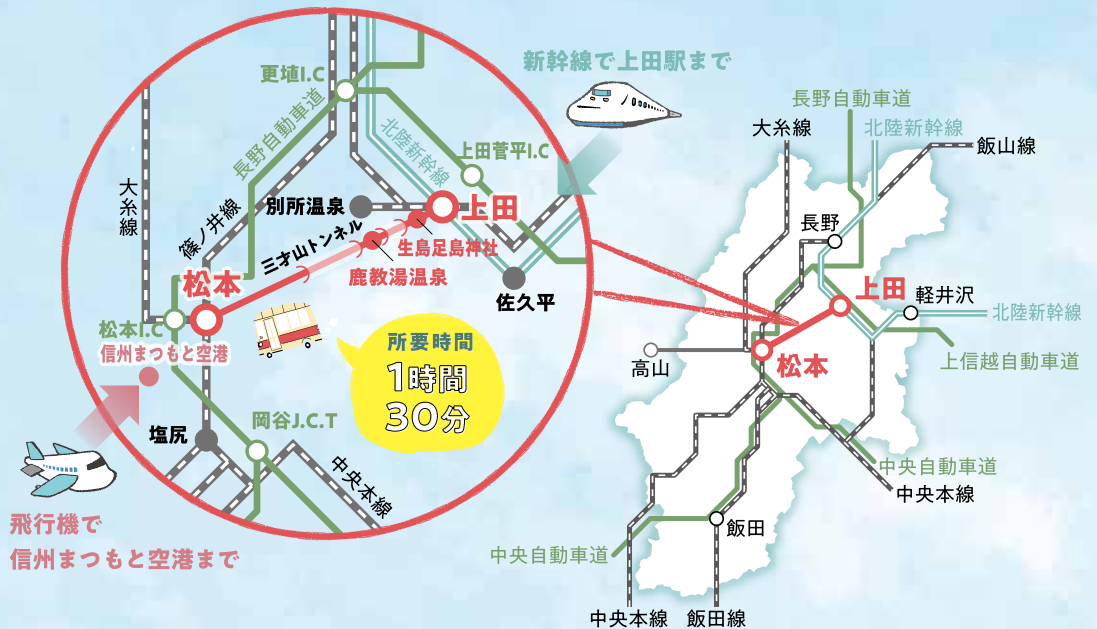 新幹線で上田駅まで
更埴I.C
長野自動車道
大糸線
篠ノ井線
北陸新幹線
上田菅平I.C
別所温泉
上田
三才山トンネル
生島足島神社
鹿教湯温泉
佐久平
松本
松本I.C
信州まつもと空港
所要時間
1時間
30分
塩尻
岡谷J.C.T
中央本線
飛行機で
信州まつもと空港まで
長野自動車道
大糸線
北陸新幹線
飯山線
長野
上田
軽井沢
北陸新幹線
高山
松本
上信越自動車道
中央自動車道
中央本線
飯田
中央自動車道
中央本線
飯田線